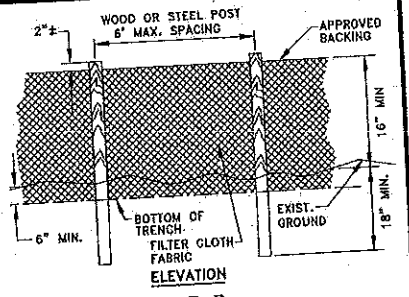 WOOD OR STEEL POST
6' MAX. SPACING
2"±
APPROVED
BACKING
16" MIN
18" MIN.
EXIST.
GROUND
6" MIN.
BOTTOM OF
TRENCH
FILTER CLOTH
FABRIC
ELEVATION